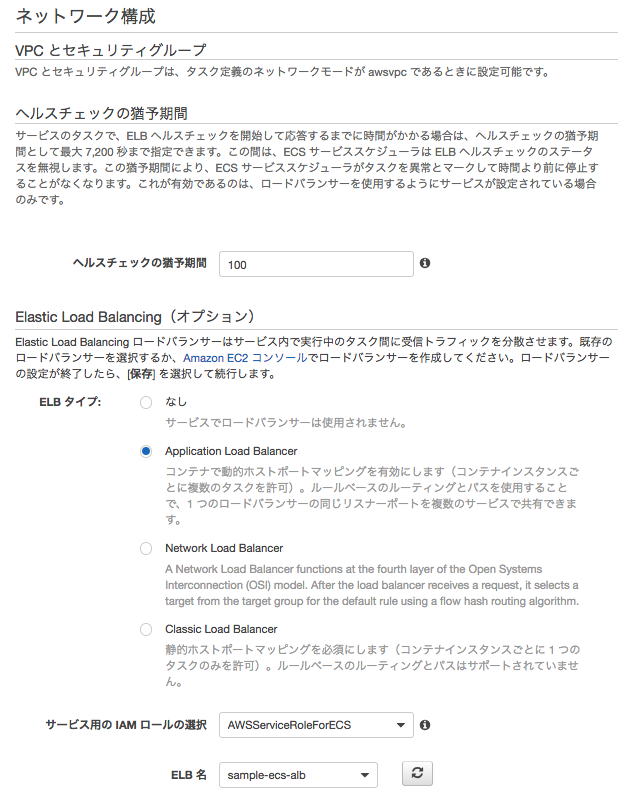 ネットワーク構成
VPC とセキュリティグループ
VPC とセキュリティグループは、タスク定義のネットワークモードが awsvpc であるときに設定可能です。
ヘルスチェックの猶予期間
サービスのタスクで、ELB ヘルスチェックを開始して応答するまでに時間がかかる場合は、ヘルスチェックの猶予期
間として最大 7,200 秒まで指定できます。この間は、ECS サービススケジューラは ELB ヘルスチェックのステータ
スを無視します。この猶予期間により、ECS サービススケジューラがタスクを異常とマークして時間より前に停止す
ることがなくなります。これが有効であるのは、ロードバランサーを使用するようにサービスが設定されている場合
のみです。
ヘルスチェックの猶予期間 100
Elastic Load Balancing（オプション）
Elastic Load Balancing ロードバランサーはサービス内で実行中のタスク間に受信トラフィックを分散させます。既存の
ロードバランサーを選択するか、Amazon EC2 コンソールでロードバランサーを作成してください。ロードバランサー
の設定が終了したら、[保存] を選択して続行します。
ELB タイプ: なし
サービスでロードバランサーは使用されません。
Application Load Balancer
コンテナで動的ホストポートマッピングを有効にします（コンテナインスタンスご
とに複数のタスクを許可）。ルールベースのルーティングとパスを使用すること
で、1 つのロードバランサーの同じリスナーポートを複数のサービスで共有できま
す。
Network Load Balancer
A Network Load Balancer functions at the fourth layer of the Open Systems
Interconnection (OSI) model. After the load balancer receives a request, it selects a
target from the target group for the default rule using a flow hash routing algorithm.
Classic Load Balancer
静的ホストポートマッピングを必須にします（コンテナインスタンスごとに 1 つの
タスクのみを許可）。ルールベースのルーティングとパスはサポートされていませ
ん。
サービス用の IAM ロールの選択 AWSServiceRoleForECS
ELB 名 sample-ecs-alb